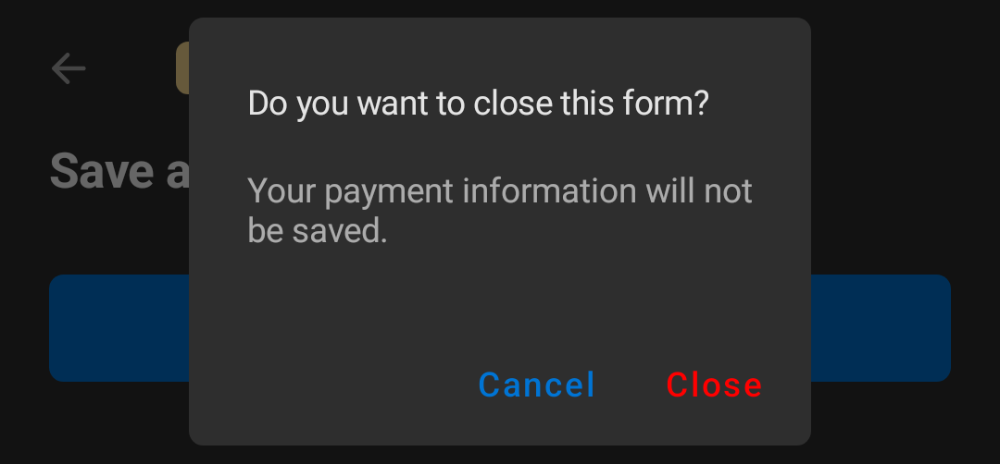 Do you want to close this form?
Save a
Your payment information will not
be saved.
Cancel Close